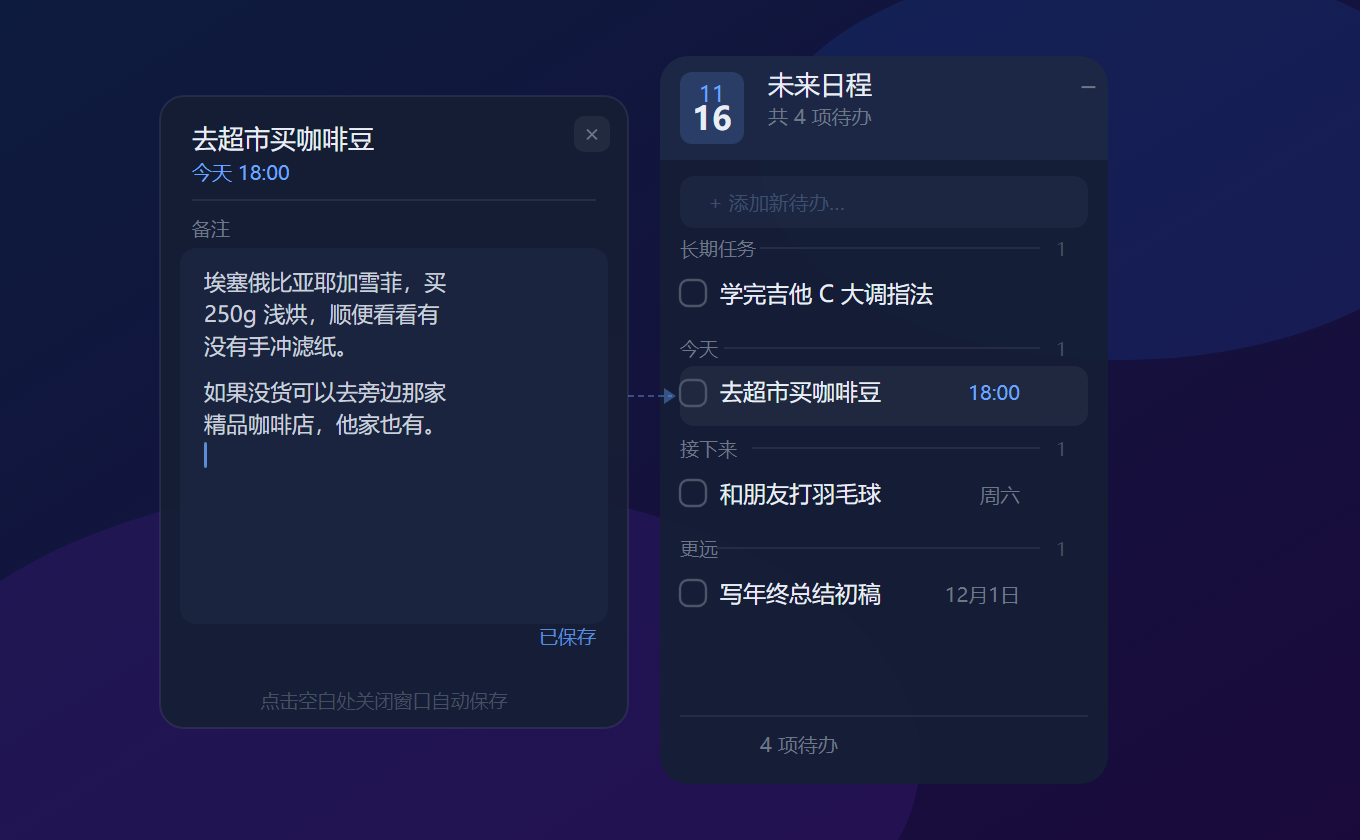 去超市买咖啡豆
×
今天 18:00
备注
埃塞俄比亚耶加雪菲，买
250g 浅烘，顺便看看有
没有手冲滤纸。
如果没货可以去旁边那家
精品咖啡店，他家也有。
已保存
点击空白处关闭窗口自动保存
11
16
未来日程
共 4 项待办
+ 添加新待办...
长期任务 1
学完吉他 C 大调指法
今天 1
去超市买咖啡豆 18:00
接下来 1
和朋友打羽毛球 周六
更远 1
写年终总结初稿 12月1日
4 项待办